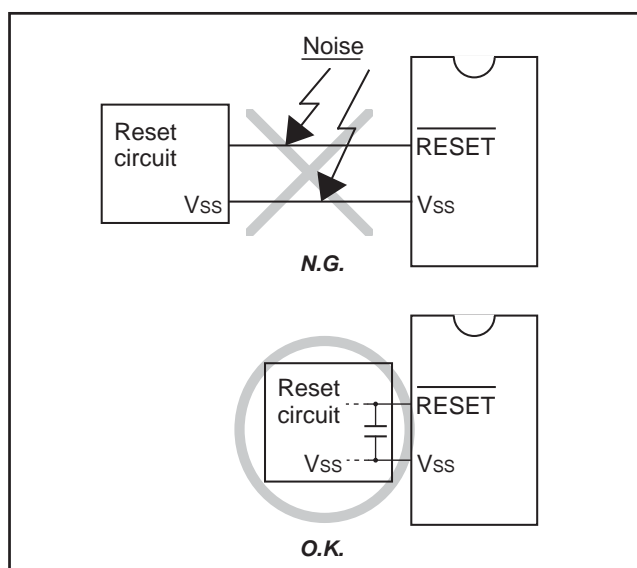 Noise
Reset
circuit
RESET
Vss
Vss
N.G.
Reset
circuit
RESET
Vss
Vss
O.K.